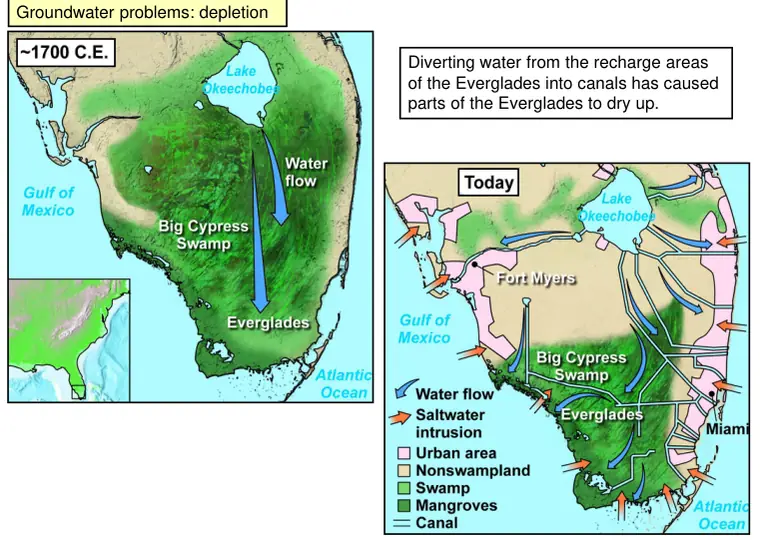 Groundwater problems: depletion
~1700 C.E.
Lake
Okeechobee
Water
flow
Gulf of
Mexico
Big Cypress
Swamp
Everglades
Atlantic
Ocean
Diverting water from the recharge areas
of the Everglades into canals has caused
parts of the Everglades to dry up.
Today
Lake
Okeechobee
Fort Myers
Gulf of
Mexico
Big Cypress
Swamp
Everglades
Miami
Water flow
Saltwater
intrusion
Urban area
Nonswampland
Swamp
Mangroves
Canal
Atlantic
Ocean